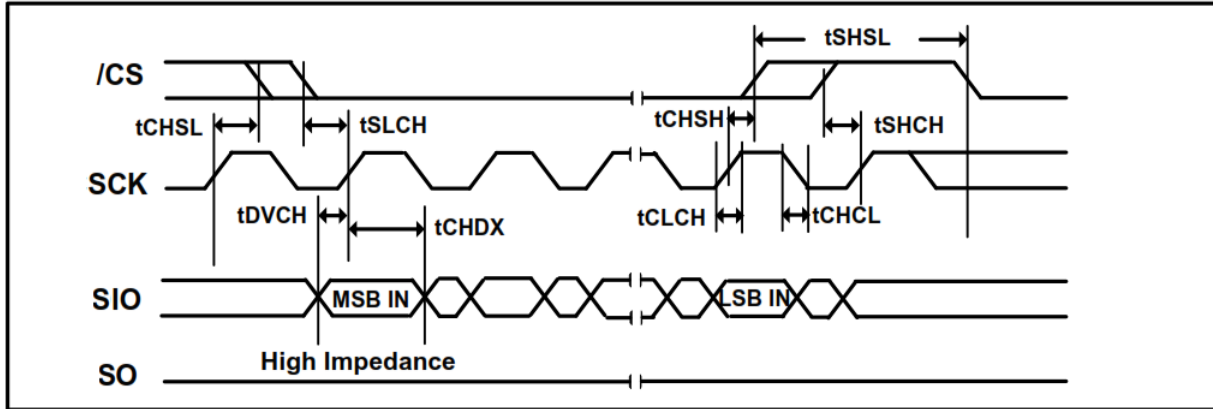 tSHSL
/CS
tCHSL tSLCH tCHSH tSHCH
SCK
tDVCH tCHDX tCLCH tCHCL
SIO MSB IN LSB IN
High Impedance
SO